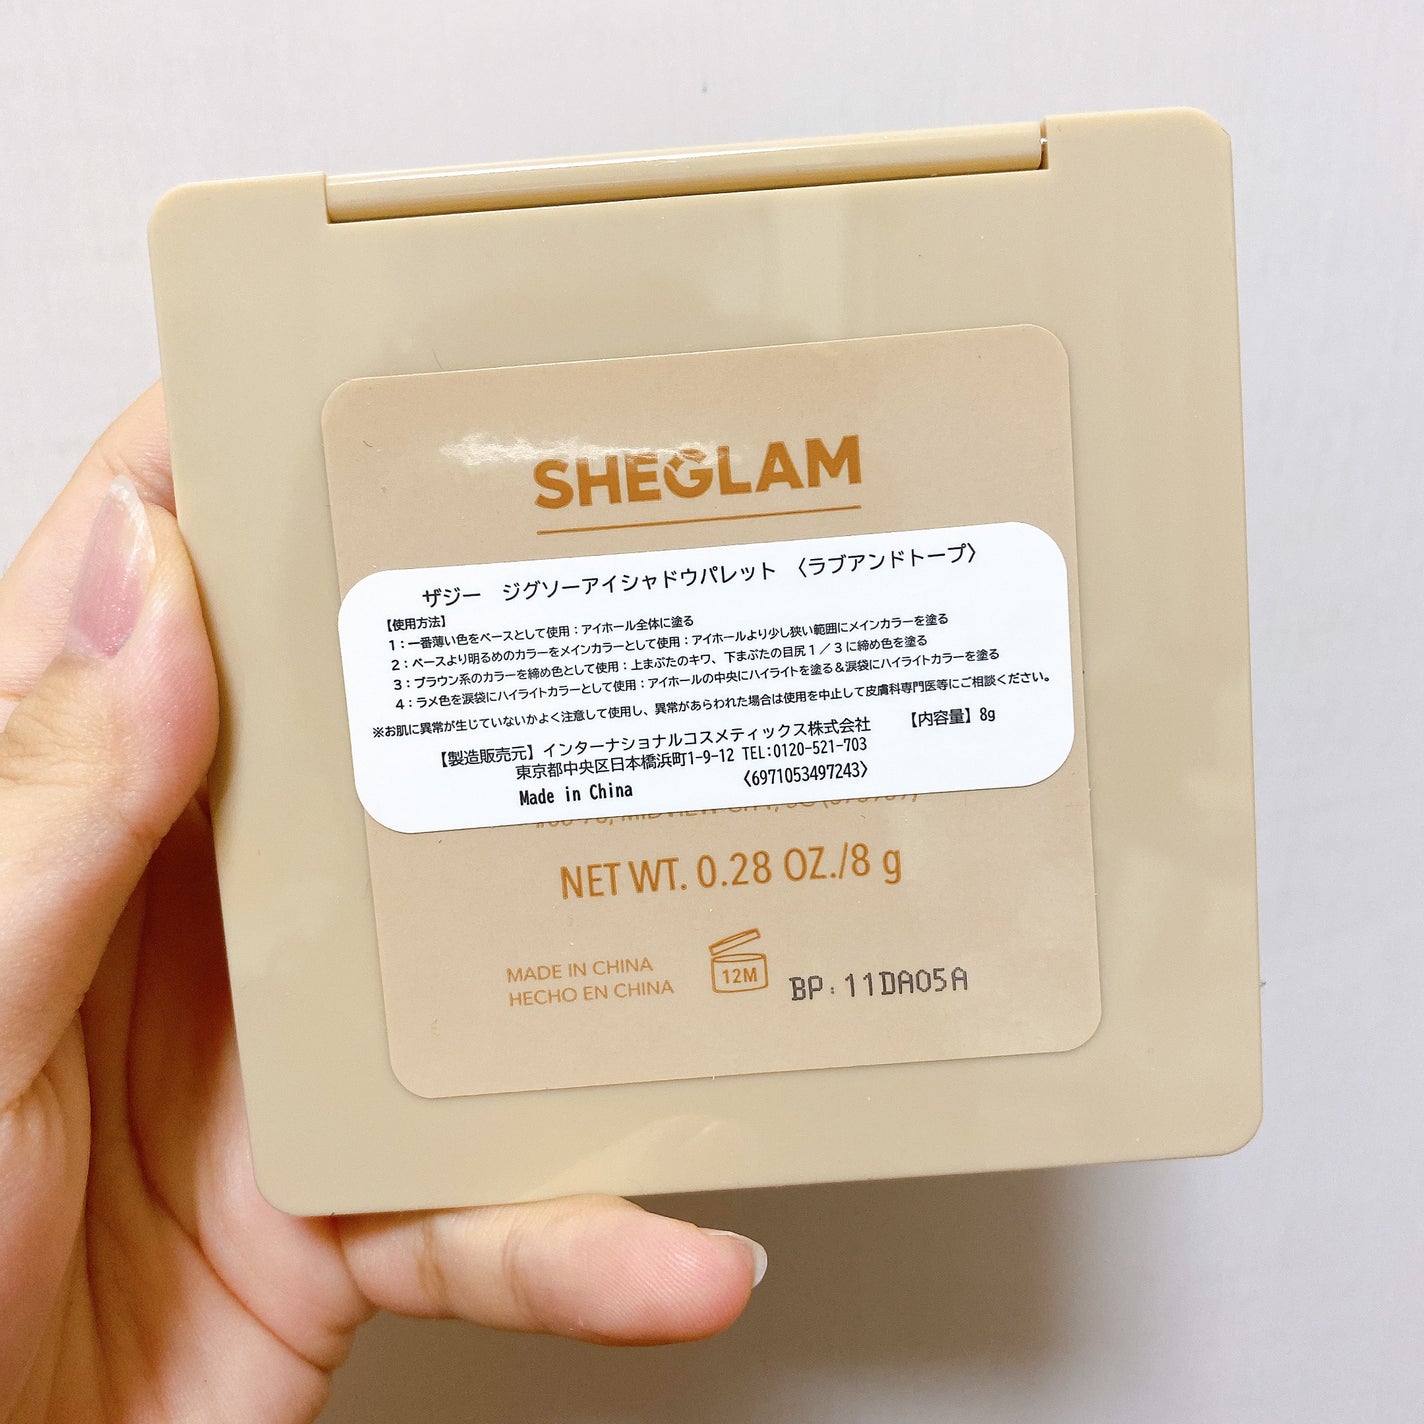 SHEGLAM
ザジー ジグソーアイシャドウパレット 〈ラブアンドトープ〉
【使用方法】
1：一番薄い色をベースとして使用：アイホール全体に塗る
2：ベースより明るめのカラーをメインカラーとして使用：アイホールより少し狭い範囲にメインカラーを塗る
3：ブラウン系のカラーを締め色として使用：上まぶたのキワ、下まぶたの目尻1／3に締め色を塗る
4：ラメ色を涙袋にハイライトカラーとして使用：アイホールの中央にハイライトを塗る＆涙袋にハイライトカラーを塗る
※お肌に異常が生じていないかよく注意して使用し、異常があらわれた場合は使用を中止して皮膚科専門医等にご相談ください。
【製造販売元】インターナショナルコスメティックス株式会社 【内容量】8g
東京都中央区日本橋浜町1-9-12 TEL:0120-521-703
Made in China 〈6971053497243〉
MIDVIEW CITY,
NET WT. 0.28 OZ./8 g
MADE IN CHINA
HECHO EN CHINA
12M
BP: 11DA05A